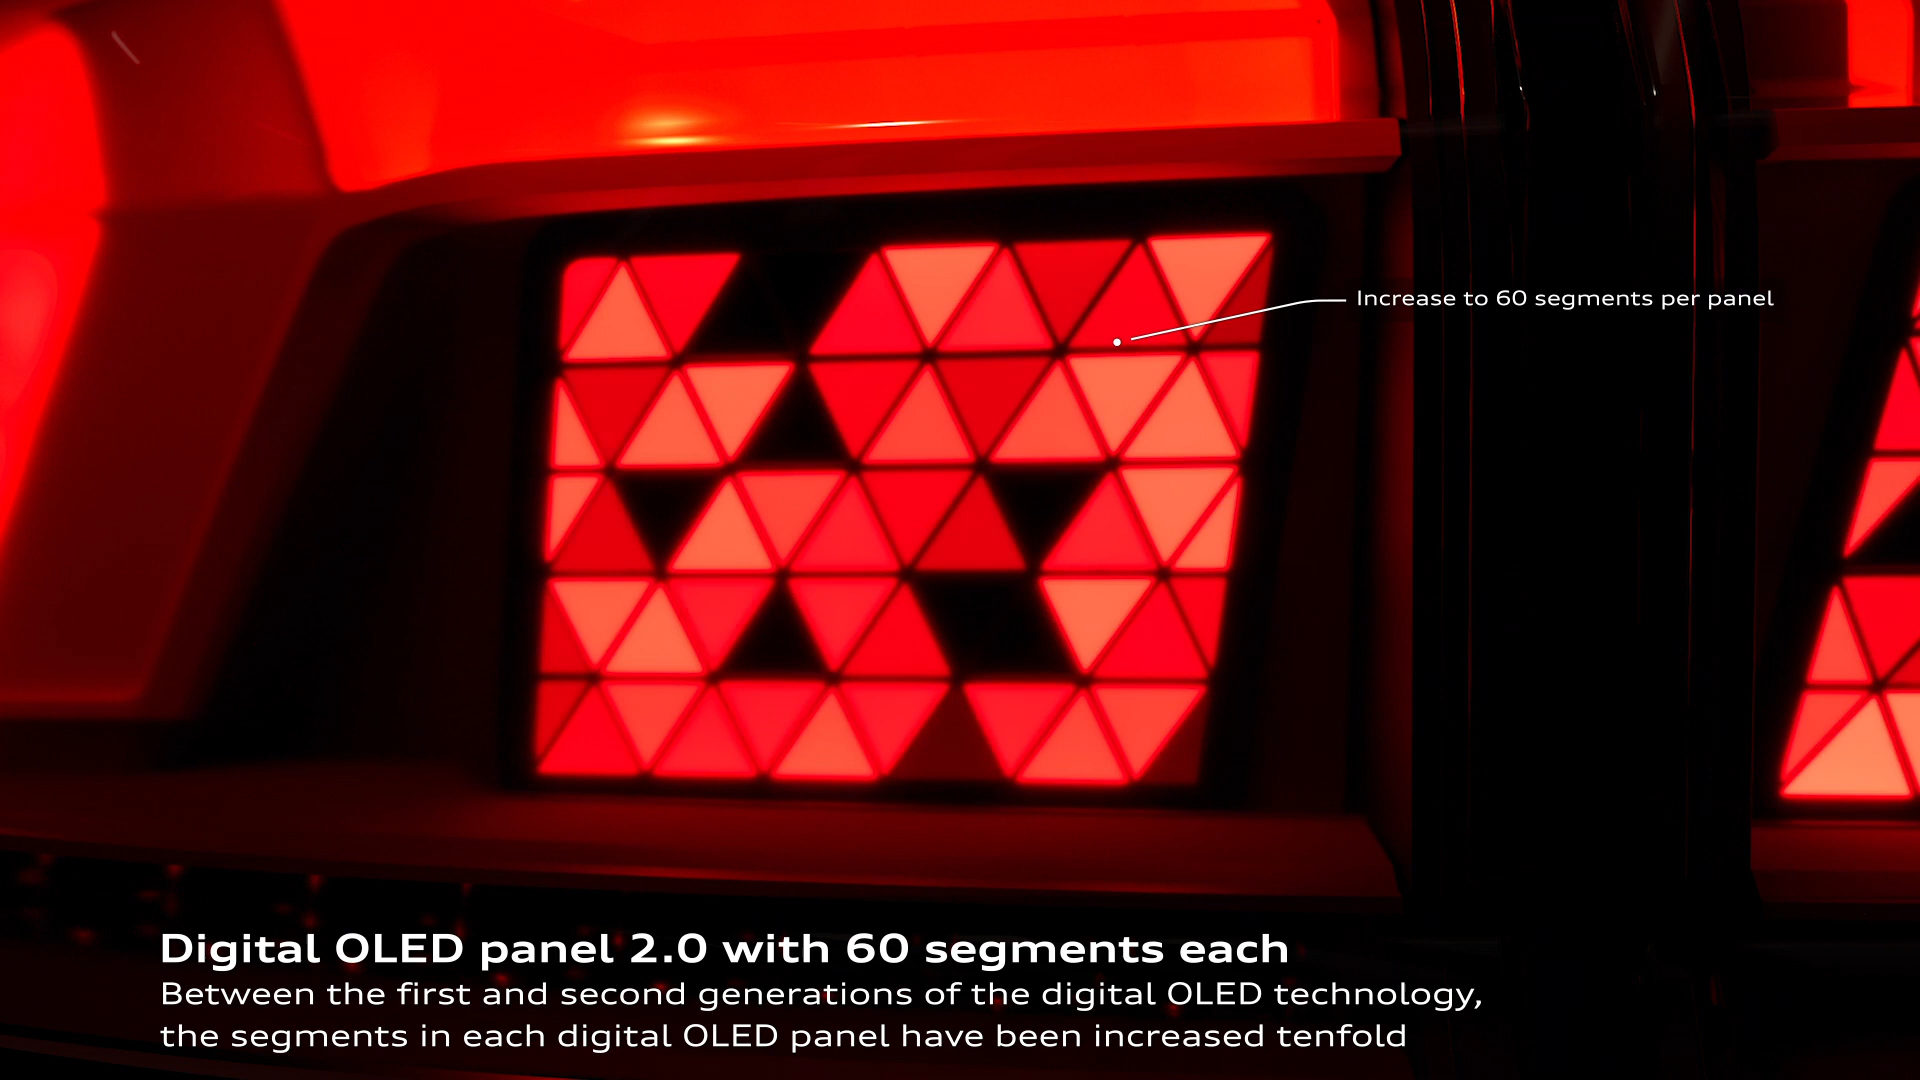 Increase to 60 segments per panel
Digital OLED panel 2.0 with 60 segments each
Between the first and second generations of the digital OLED technology,
the segments in each digital OLED panel have been increased tenfold